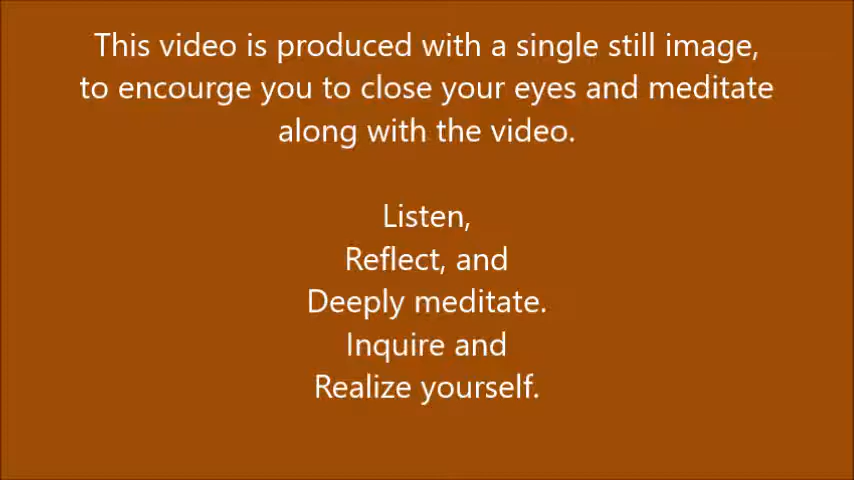 This video is produced with a single still image,
to encourge you to close your eyes and meditate
along with the video.
Listen,
Reflect, and
Deeply meditate.
Inquire and
Realize yourself.